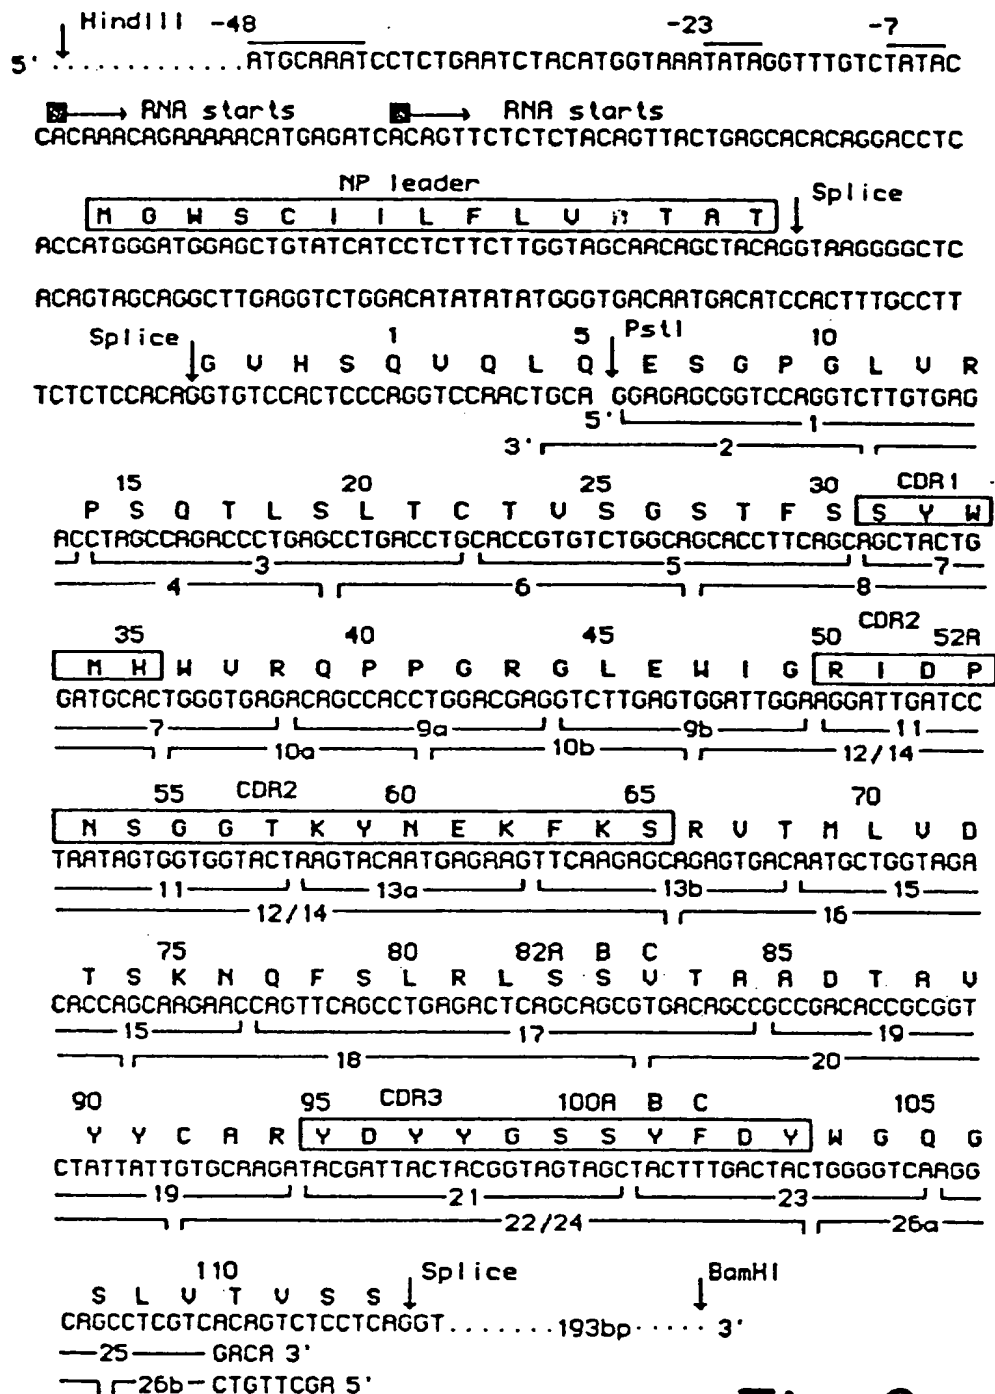 HindIII -48 -23 -7
5' .............ATGCAAATCCTCTGAATCTACATGGTAAATATAGGTTTGTCTATAC
RNA starts RNA starts
CACAAACAGAAAAACATGAGATCACAGTTCTCTCTACAGTTACTGAGCACACAGGACCTC
NP leader Splice
M G W S C I I L F L V A T A T
ACCATGGGATGGAGCTGTATCATCCTCTTCTTGGTAGCAACAGCTACAGGTAAGGGGCTC
ACAGTAGCAGGCTTGAGGTCTGGACATATATATGGGTGACAATGACATCCACTTTGCCTT
Splice 1 5 PstI 10
G V H S Q V Q L Q E S G P G L V R
TCTCTCCACAGGTGTCCACTCCCAGGTCCAACTGCA GGAGAGCGGTCCAGGTCTTGTGAG
5' 1
3' 2
15 20 25 30 CDR1
P S Q T L S L T C T V S G S T F S S Y W
ACCTAGCCAGACCCTGAGCCTGACCTGCACCGTGTCTGGCAGCACCTTCAGCAGCTACTG
3 5 7
4 6 8
35 40 45 50 CDR2 52A
M H W V R Q P P G R G L E W I G R I D P
GATGCACTGGGTGAGACAGCCACCTGGACGAGGTCTTGAGTGGATTGGAAGGATTGATCC
7 9a 9b 11
10a 10b 12/14
55 CDR2 60 65 70
N S G G T K Y N E K F K S R V T M L V D
TAATAGTGGTGGTACTAAGTACAATGAGAAGTTCAAGAGCAGAGTGACAATGCTGGTAGA
11 13a 13b 15
12/14 16
75 80 82A B C 85
T S K N Q F S L R L S S V T A A D T A V
CACCAGCAAGAACCAGTTCAGCCTGAGACTCAGCAGCGTGACAGCCGCCGACACCGCGGT
15 17 19
18 20
90 95 CDR3 100A B C 105
Y Y C A R Y D Y Y G S S Y F D Y W G Q G
CTATTATTGTGCAAGATACGATTACTACGGTAGTAGCTACTTTGACTACTGGGGTCAAGG
19 21 23
22/24 26a
110 Splice BamHI
S L V T V S S
CAGCCTCGTCACAGTCTCCTCAGGT.......193bp..... 3'
25 GACA 3'
26b CTGTTCGA 5'